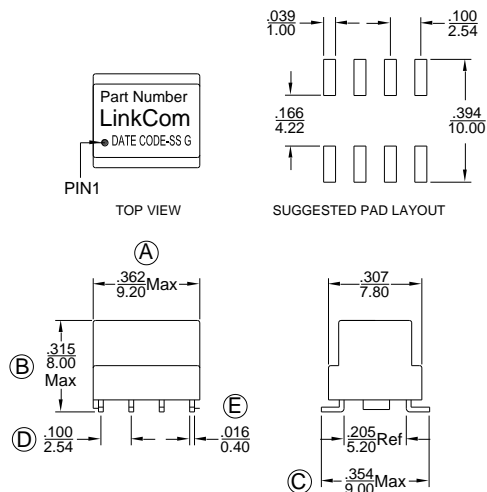 .039
1.00
.100
2.54
Part Number
LinkCom
DATE CODE-SS G
PIN1
.166
4.22
.394
10.00
TOP VIEW
SUGGESTED PAD LAYOUT
A
.362
9.20 Max
.307
7.80
B
.315
8.00
Max
E
D
.100
2.54
.016
0.40
.205
5.20 Ref
C
.354
9.00 Max